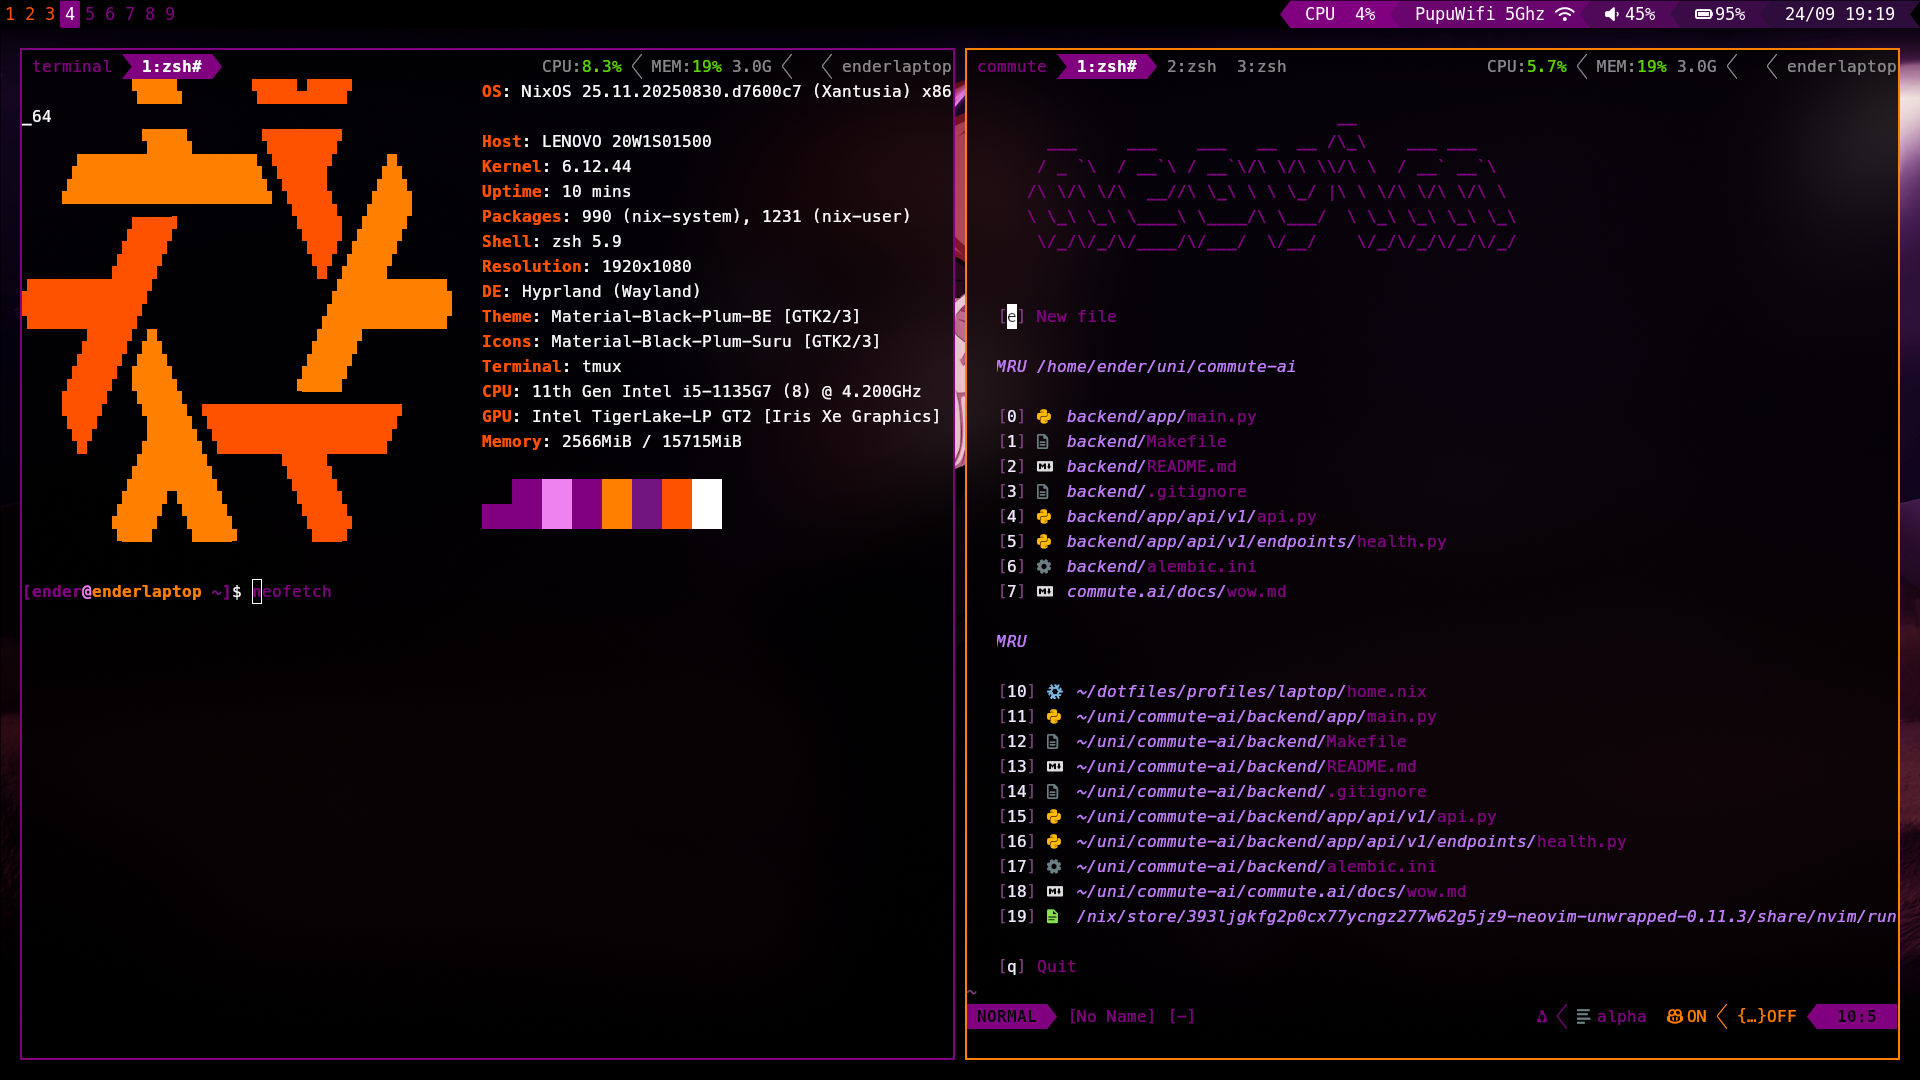 1 2 3 4 5 6 7 8 9
CPU 4% PupuWifi 5Ghz 45% 95% 24/09 19:19
terminal 1:zsh# CPU:8.3% MEM:19% 3.0G enderlaptop
OS: NixOS 25.11.20250830.d7600c7 (Xantusia) x86
_64
Host: LENOVO 20W1S01500
Kernel: 6.12.44
Uptime: 10 mins
Packages: 990 (nix-system), 1231 (nix-user)
Shell: zsh 5.9
Resolution: 1920x1080
DE: Hyprland (Wayland)
Theme: Material-Black-Plum-BE [GTK2/3]
Icons: Material-Black-Plum-Suru [GTK2/3]
Terminal: tmux
CPU: 11th Gen Intel i5-1135G7 (8) @ 4.200GHz
GPU: Intel TigerLake-LP GT2 [Iris Xe Graphics]
Memory: 2566MiB / 15715MiB
[ender@enderlaptop ~]$ neofetch
commute 1:zsh# 2:zsh 3:zsh CPU:5.7% MEM:19% 3.0G enderlaptop
neovim
[e] New file
MRU /home/ender/uni/commute-ai
[0] backend/app/main.py
[1] backend/Makefile
[2] backend/README.md
[3] backend/.gitignore
[4] backend/app/api/v1/api.py
[5] backend/app/api/v1/endpoints/health.py
[6] backend/alembic.ini
[7] commute.ai/docs/wow.md
MRU
[10] ~/dotfiles/profiles/laptop/home.nix
[11] ~/uni/commute-ai/backend/app/main.py
[12] ~/uni/commute-ai/backend/Makefile
[13] ~/uni/commute-ai/backend/README.md
[14] ~/uni/commute-ai/backend/.gitignore
[15] ~/uni/commute-ai/backend/app/api/v1/api.py
[16] ~/uni/commute-ai/backend/app/api/v1/endpoints/health.py
[17] ~/uni/commute-ai/backend/alembic.ini
[18] ~/uni/commute-ai/commute.ai/docs/wow.md
[19] /nix/store/393ljgkfg2p0cx77ycngz277w62g5jz9-neovim-unwrapped-0.11.3/share/nvim/run
[q] Quit
~
NORMAL [No Name] [-] Δ alpha ON {…}OFF 10:5